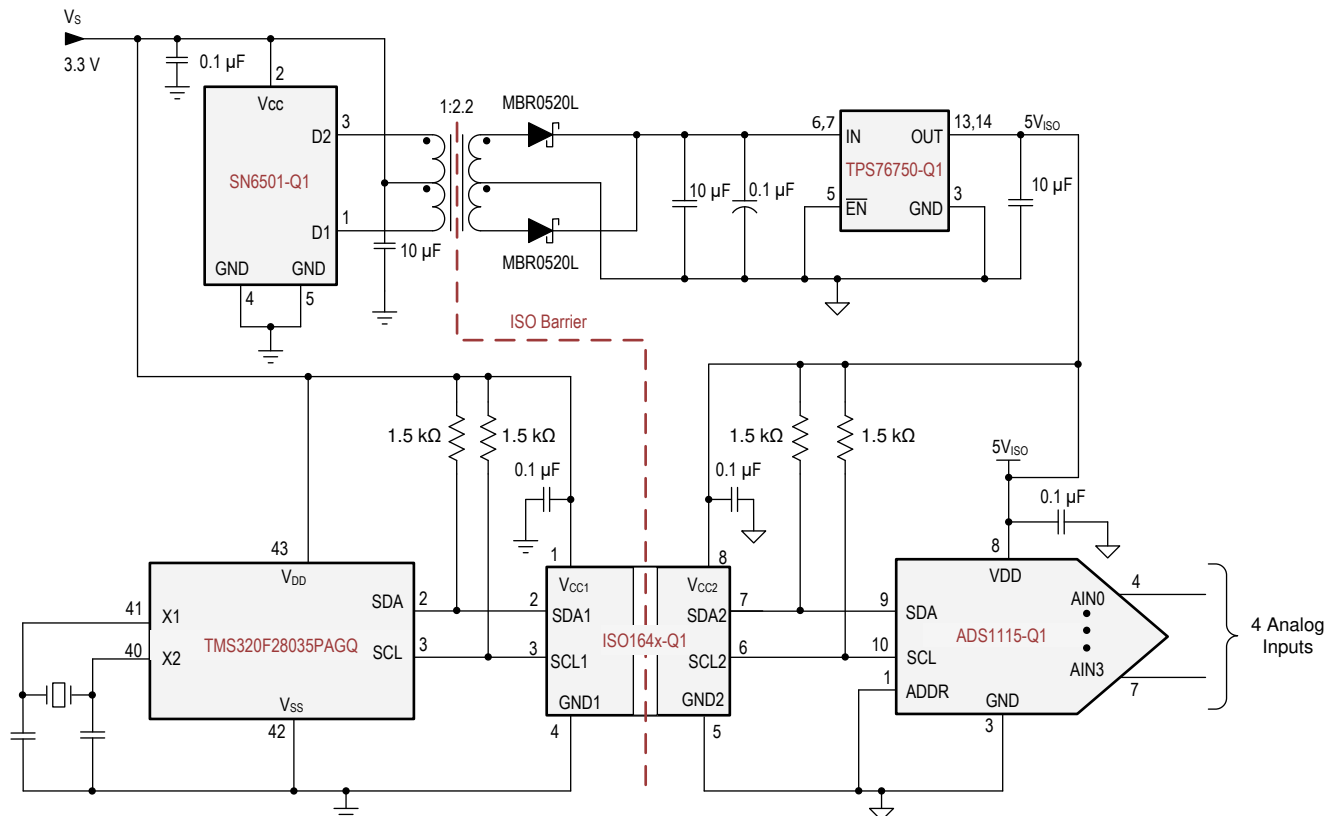 VS
3.3 V
0.1 µF
2
Vcc
D2
3
SN6501-Q1
1
D1
GND
GND
4
5
1:2.2
10 µF
MBR0520L
MBR0520L
10 µF
0.1 µF
6,7
IN
OUT
13,14
5VISO
TPS76750-Q1
5
EN
GND
3
10 µF
ISO Barrier
1.5 kΩ
1.5 kΩ
0.1 µF
1.5 kΩ
1.5 kΩ
0.1 µF
5VISO
0.1 µF
43
VDD
41
X1
SDA
2
40
X2
SCL
3
TMS320F28035PAGQ
VSS
42
1
VCC1
2
SDA1
3
SCL1
GND1
4
ISO164x-Q1
8
VCC2
SDA2
7
SCL2
6
GND2
5
8
VDD
9
SDA
10
SCL
1
ADDR
ADS1115-Q1
AIN0
4
AIN3
7
GND
3
4 Analog
Inputs